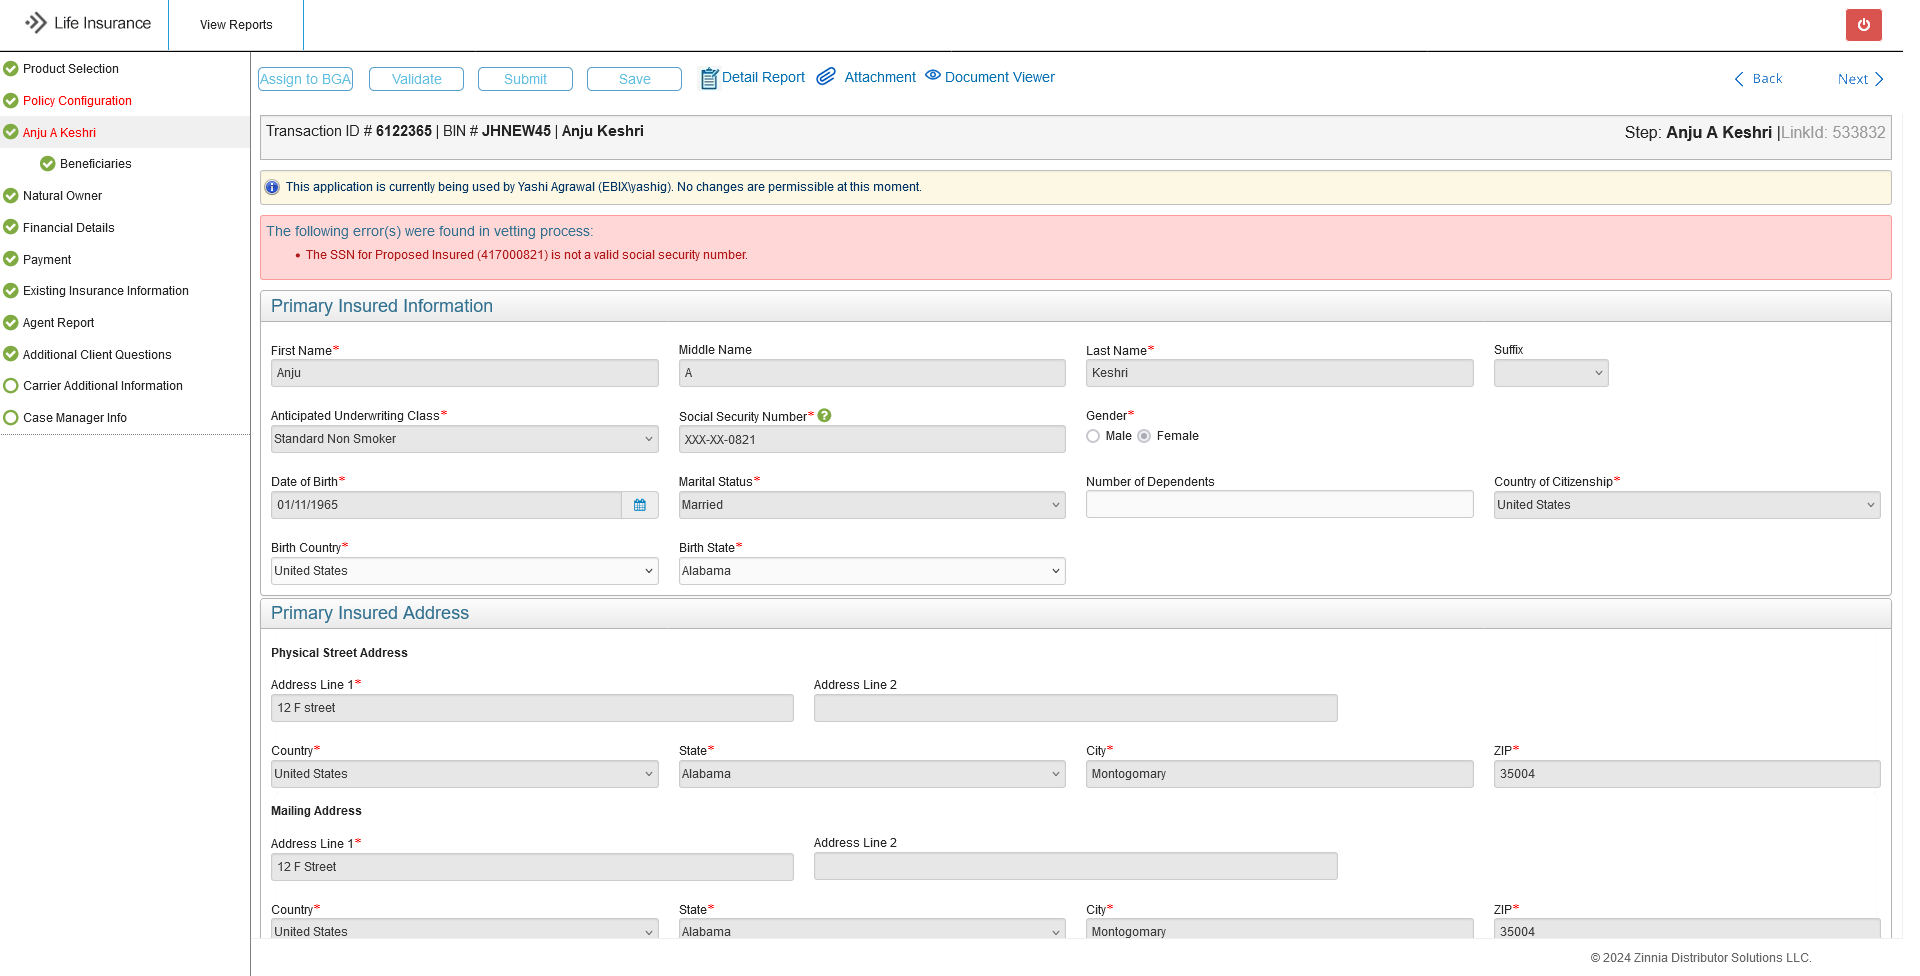 Life Insurance
View Reports
Product Selection
Policy Configuration
Anju A Keshri
Beneficiaries
Natural Owner
Financial Details
Payment
Existing Insurance Information
Agent Report
Additional Client Questions
Carrier Additional Information
Case Manager Info
Assign to BGA
Validate
Submit
Save
Detail Report
Attachment
Document Viewer
Back
Next
Transaction ID # 6122365 | BIN # JHNEW45 | Anju Keshri
Step: Anju A Keshri |LinkId: 533832
This application is currently being used by Yashi Agrawal (EBIX\yashig). No changes are permissible at this moment.
The following error(s) were found in vetting process:
• The SSN for Proposed Insured (417000821) is not a valid social security number.
Primary Insured Information
First Name*
Middle Name
Last Name*
Suffix
Anju
A
Keshri
Anticipated Underwriting Class*
Social Security Number* ?
Gender*
Standard Non Smoker
XXX-XX-0821
Male
Female
Date of Birth*
Marital Status*
Number of Dependents
Country of Citizenship*
01/11/1965
Married
United States
Birth Country*
Birth State*
United States
Alabama
Primary Insured Address
Physical Street Address
Address Line 1*
Address Line 2
12 F street
Country*
State*
City*
ZIP*
United States
Alabama
Montogomary
35004
Mailing Address
Address Line 1*
Address Line 2
12 F Street
Country*
State*
City*
ZIP*
United States
Alabama
Montogomary
35004
© 2024 Zinnia Distributor Solutions LLC.